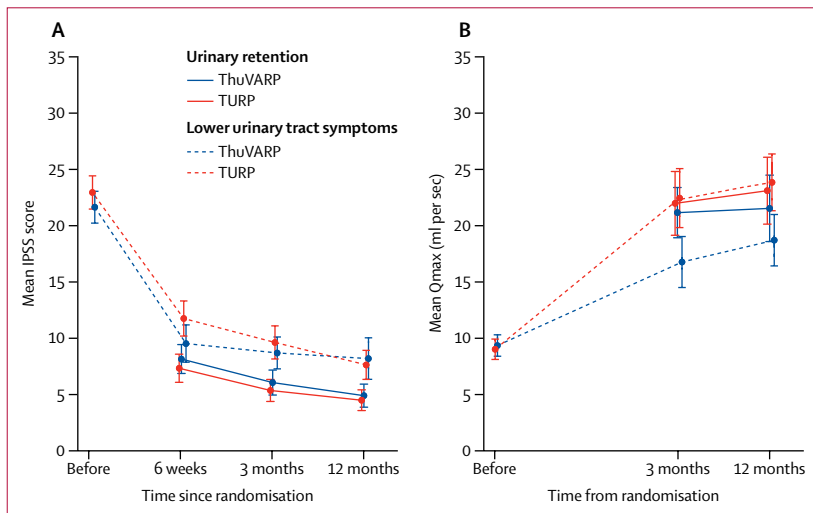 A
35
30
25
20
15
10
5
0
Mean IPSS score
Urinary retention
ThuVARP
TURP
Lower urinary tract symptoms
ThuVARP
TURP
Before
6 weeks
3 months
12 months
Time since randomisation
B
35
30
25
20
15
10
5
0
Mean Qmax (ml per sec)
Before
3 months
12 months
Time from randomisation